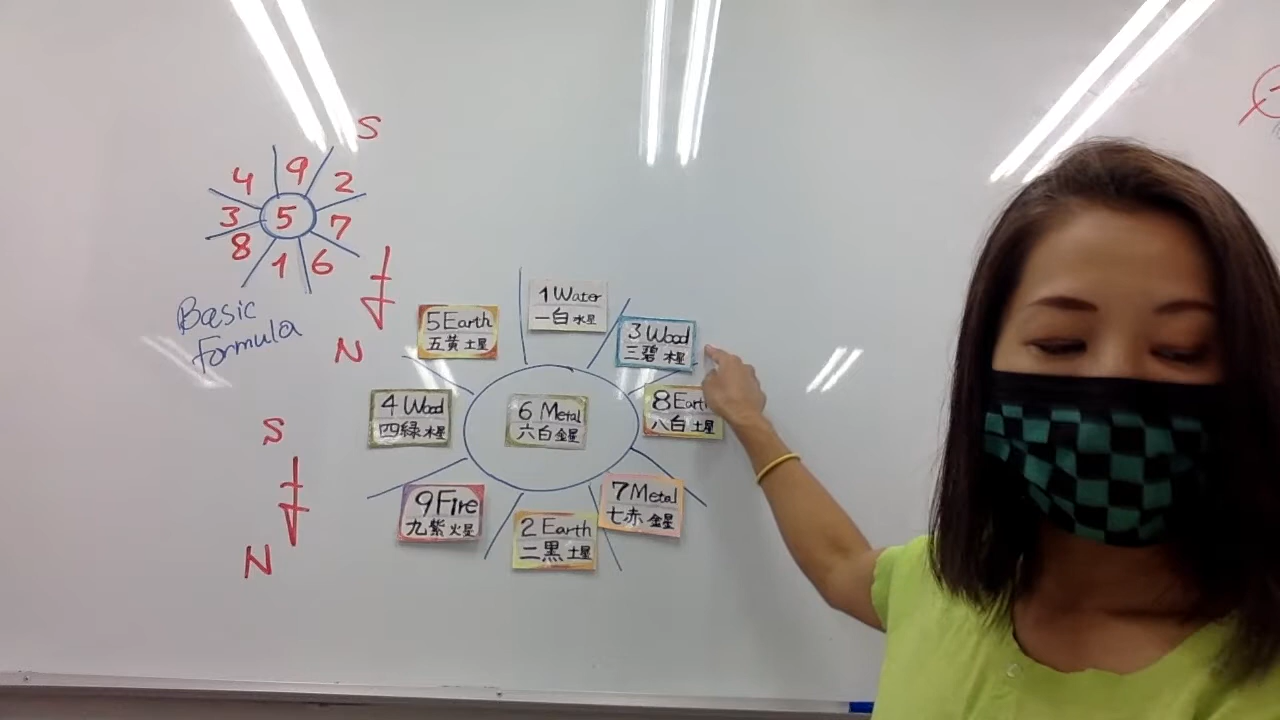 S
4 9 2
3 5 7
8 1 6
Basic
formula
N
S
N
1 Water
一白 水星
5 Earth
五黄 土星
3 Wood
三碧 木星
4 Wood
四緑 木星
6 Metal
六白 金星
8 Earth
八白 土星
9 Fire
九紫 火星
7 Metal
七赤 金星
2 Earth
二黒 土星